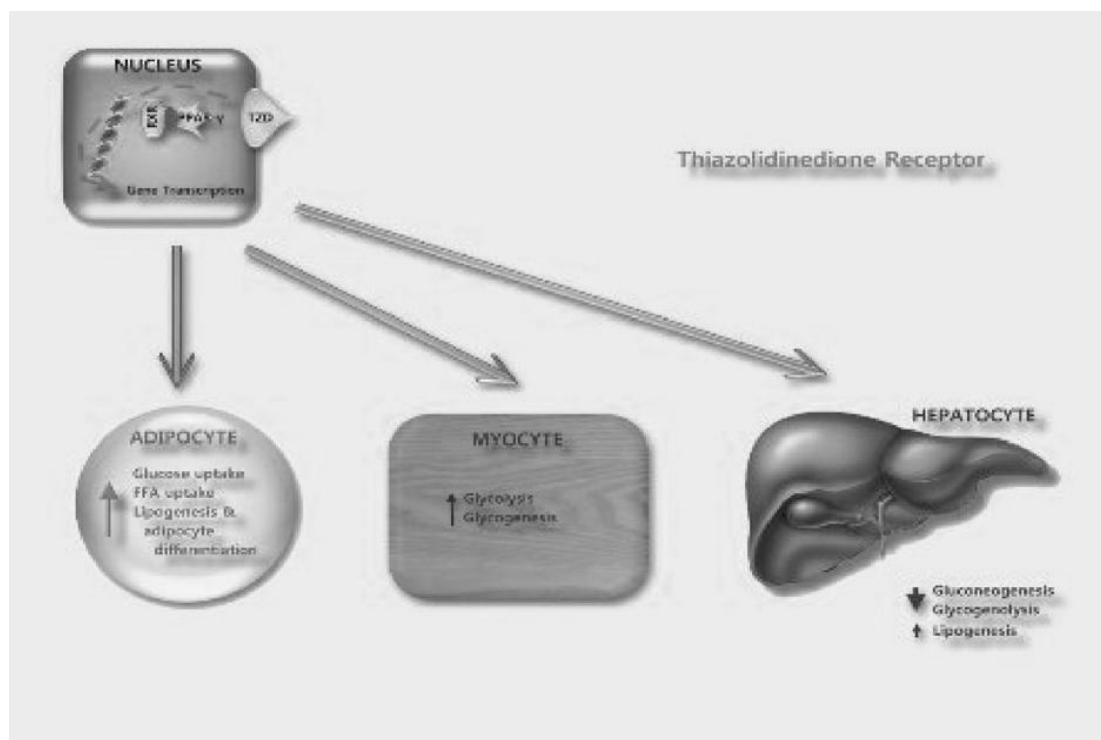 NUCLEUS
RXR
PPAR-γ
TZD
Gene Transcription
Thiazolidinedione Receptor
ADIPOCYTE
Glucose uptake
FFA uptake
Lipogenesis &
adipocyte
differentiation
MYOCYTE
Glycolysis
Glycogenesis
HEPATOCYTE
Gluconeogenesis
Glycogenolysis
Lipogenesis